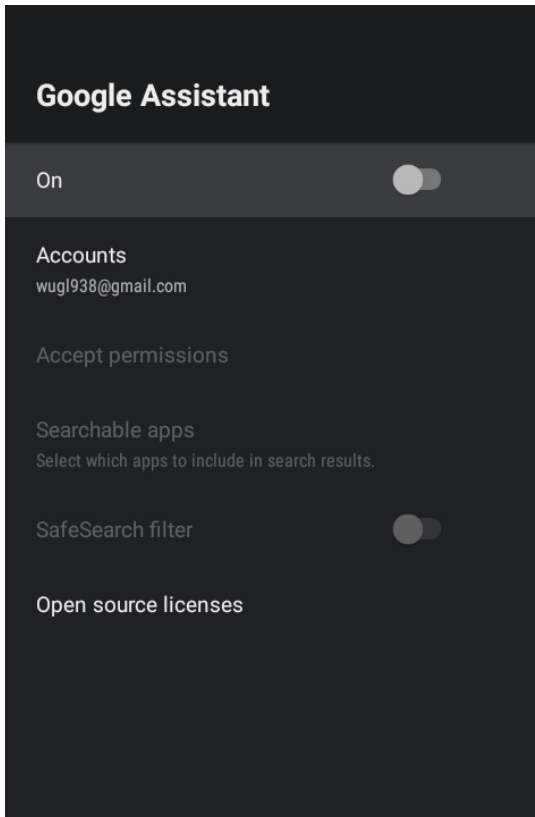 Google Assistant
On
Accounts
wugl938@gmail.com
Accept permissions
Searchable apps
Select which apps to include in search results.
SafeSearch filter
Open source licenses